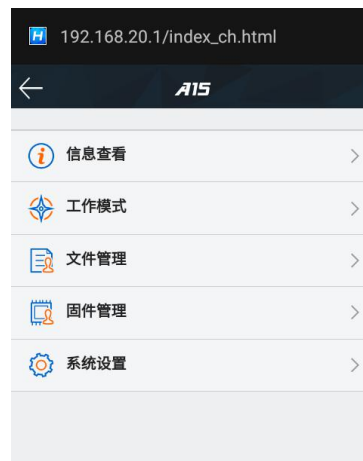 192.168.20.1/index_ch.html
A15
信息查看
工作模式
文件管理
固件管理
系统设置